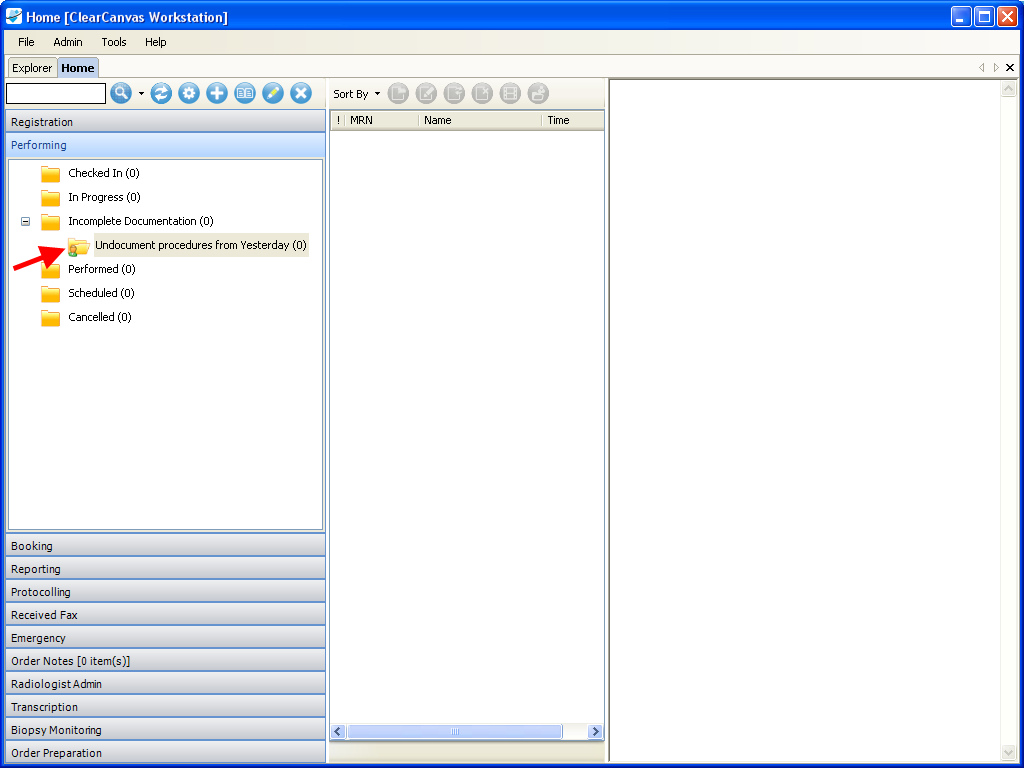 Home [ClearCanvas Workstation]
File Admin Tools Help
Explorer Home
Sort By
! MRN Name Time
Registration
Performing
Checked In (0)
In Progress (0)
Incomplete Documentation (0)
Undocument procedures from Yesterday (0)
Performed (0)
Scheduled (0)
Cancelled (0)
Booking
Reporting
Protocolling
Received Fax
Emergency
Order Notes [0 item(s)]
Radiologist Admin
Transcription
Biopsy Monitoring
Order Preparation